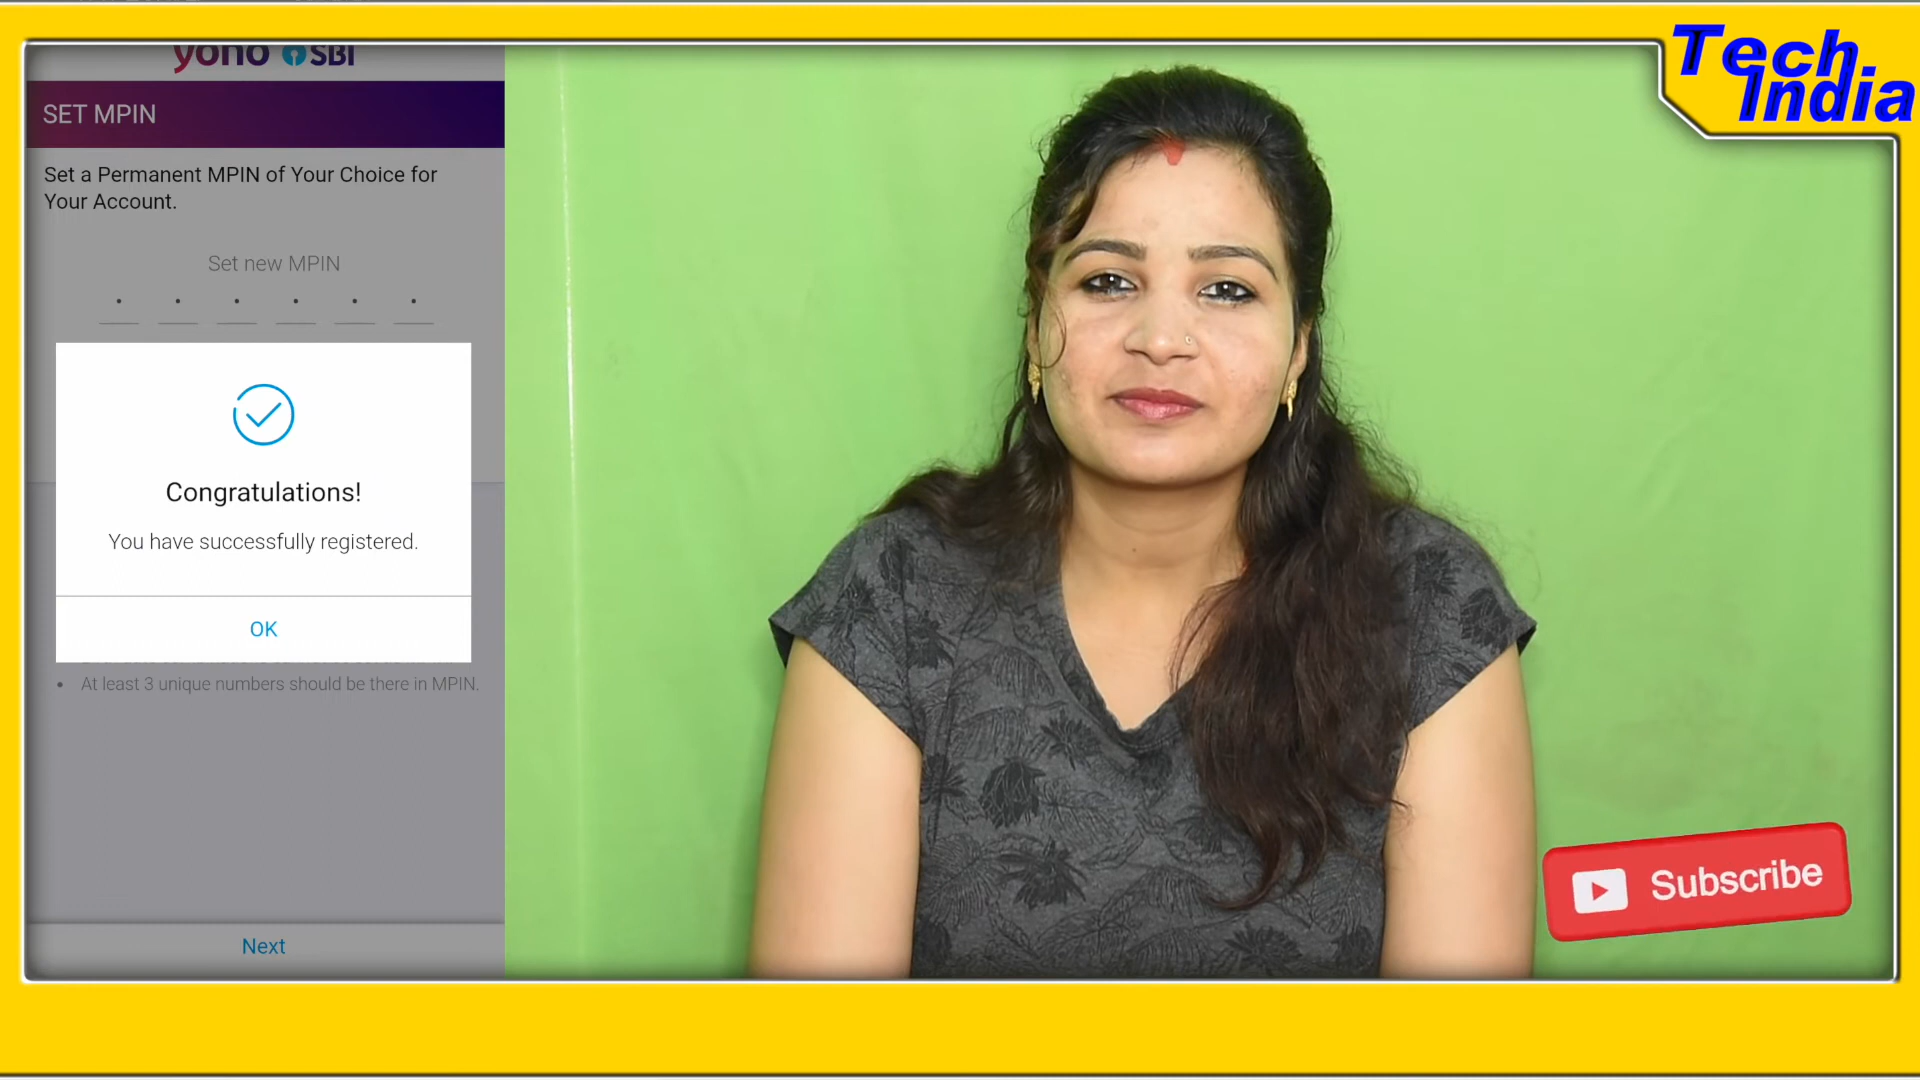 yono SBI
SET MPIN
Set a Permanent MPIN of Your Choice for
Your Account.
Set new MPIN
Congratulations!
You have successfully registered.
OK
• At least 3 unique numbers should be there in MPIN.
Next
Tech
India
Subscribe